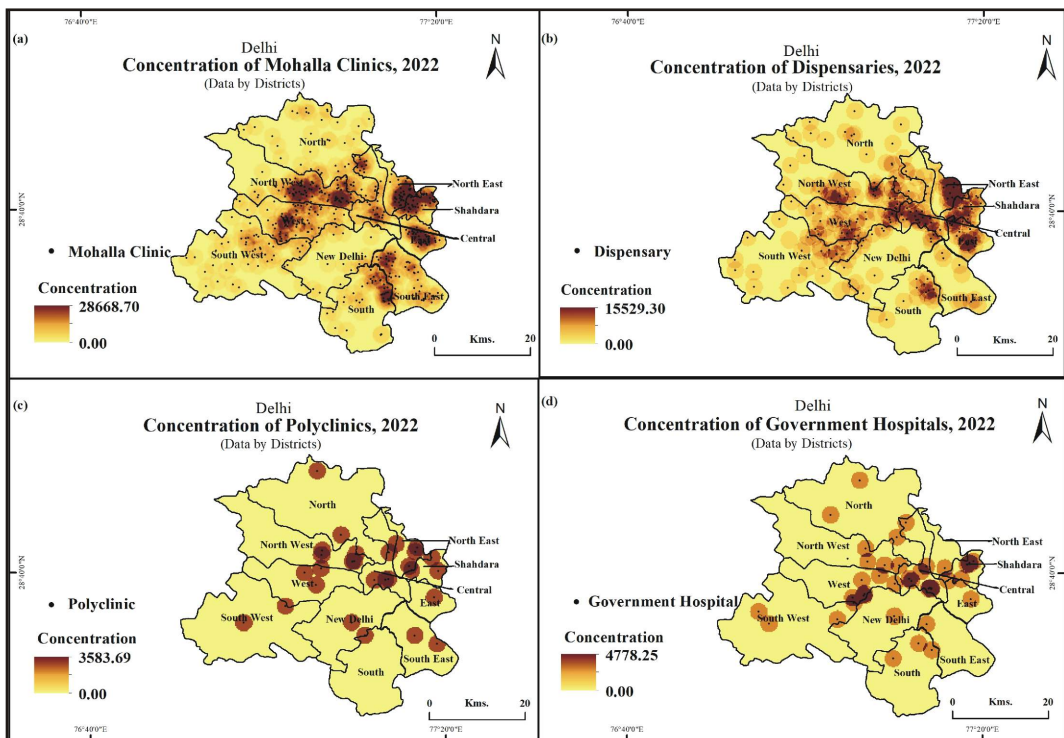 76°40'0"E
77°20'0"E
76°40'0"E
77°20'0"E
(a)
N
Delhi
Concentration of Mohalla Clinics, 2022
(Data by Districts)
North
North West
North East
Shahdara
West
Central
East
South West
New Delhi
South
South East
28°40'0"N
Mohalla Clinic
Concentration
28668.70
0.00
0
Kms.
20
(b)
N
Delhi
Concentration of Dispensaries, 2022
(Data by Districts)
North
North West
North East
Shahdara
West
Central
East
South West
New Delhi
South
South East
28°40'0"N
Dispensary
Concentration
15529.30
0.00
0
Kms.
20
(c)
N
Delhi
Concentration of Polyclinics, 2022
(Data by Districts)
North
North West
North East
Shahdara
West
Central
East
South West
New Delhi
South
South East
28°40'0"N
Polyclinic
Concentration
3583.69
0.00
0
Kms.
20
(d)
N
Delhi
Concentration of Government Hospitals, 2022
(Data by Districts)
North
North West
North East
Shahdara
West
Central
East
South West
New Delhi
South
South East
28°40'0"N
Government Hospital
Concentration
4778.25
0.00
0
Kms.
20
76°40'0"E
77°20'0"E
76°40'0"E
77°20'0"E